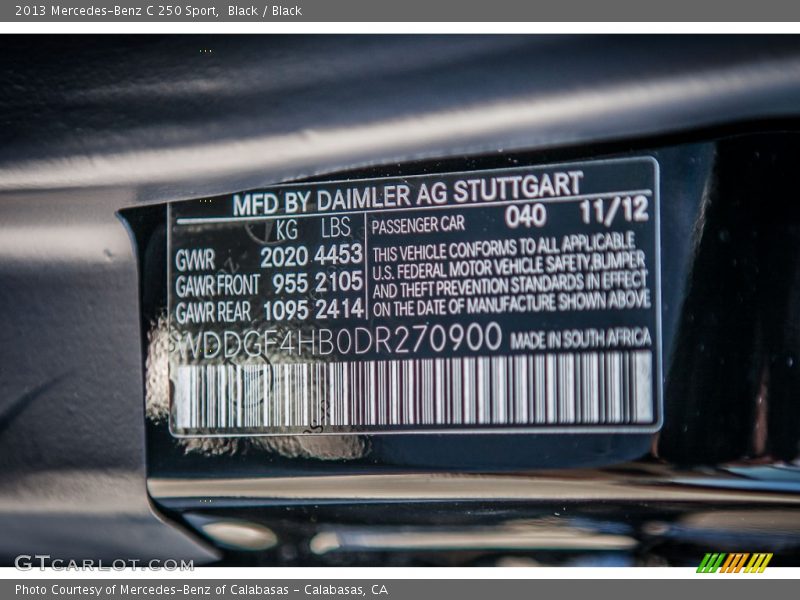 2013 Mercedes-Benz C 250 Sport, Black / Black
MFD BY DAIMLER AG STUTTGART
KG LBS PASSENGER CAR 040 11/12
GVWR 2020 4453 THIS VEHICLE CONFORMS TO ALL APPLICABLE
GAWR FRONT 955 2105 U.S. FEDERAL MOTOR VEHICLE SAFETY,BUMPER
GAWR REAR 1095 2414 AND THEFT PREVENTION STANDARDS IN EFFECT
ON THE DATE OF MANUFACTURE SHOWN ABOVE
WDDGF4HB0DR270900 MADE IN SOUTH AFRICA
GTCARLOT.COM
Photo Courtesy of Mercedes-Benz of Calabasas - Calabasas, CA